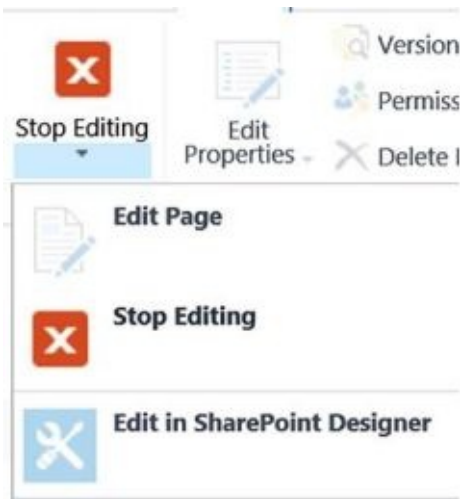 Stop Editing
Edit
Properties
Version
Permiss
Delete
Edit Page
Stop Editing
Edit in SharePoint Designer